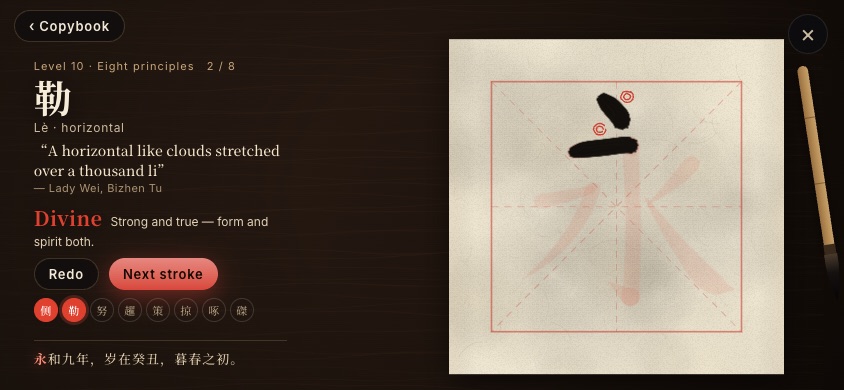 ‹ Copybook
×
Level 10 · Eight principles 2 / 8
勒
Lè · horizontal
“A horizontal like clouds stretched
over a thousand li”
— Lady Wei, Bizhen Tu
Divine Strong and true — form and
spirit both.
Redo Next stroke
侧 勒 努 趯 策 掠 啄 磔
永和九年，岁在癸丑，暮春之初。
永